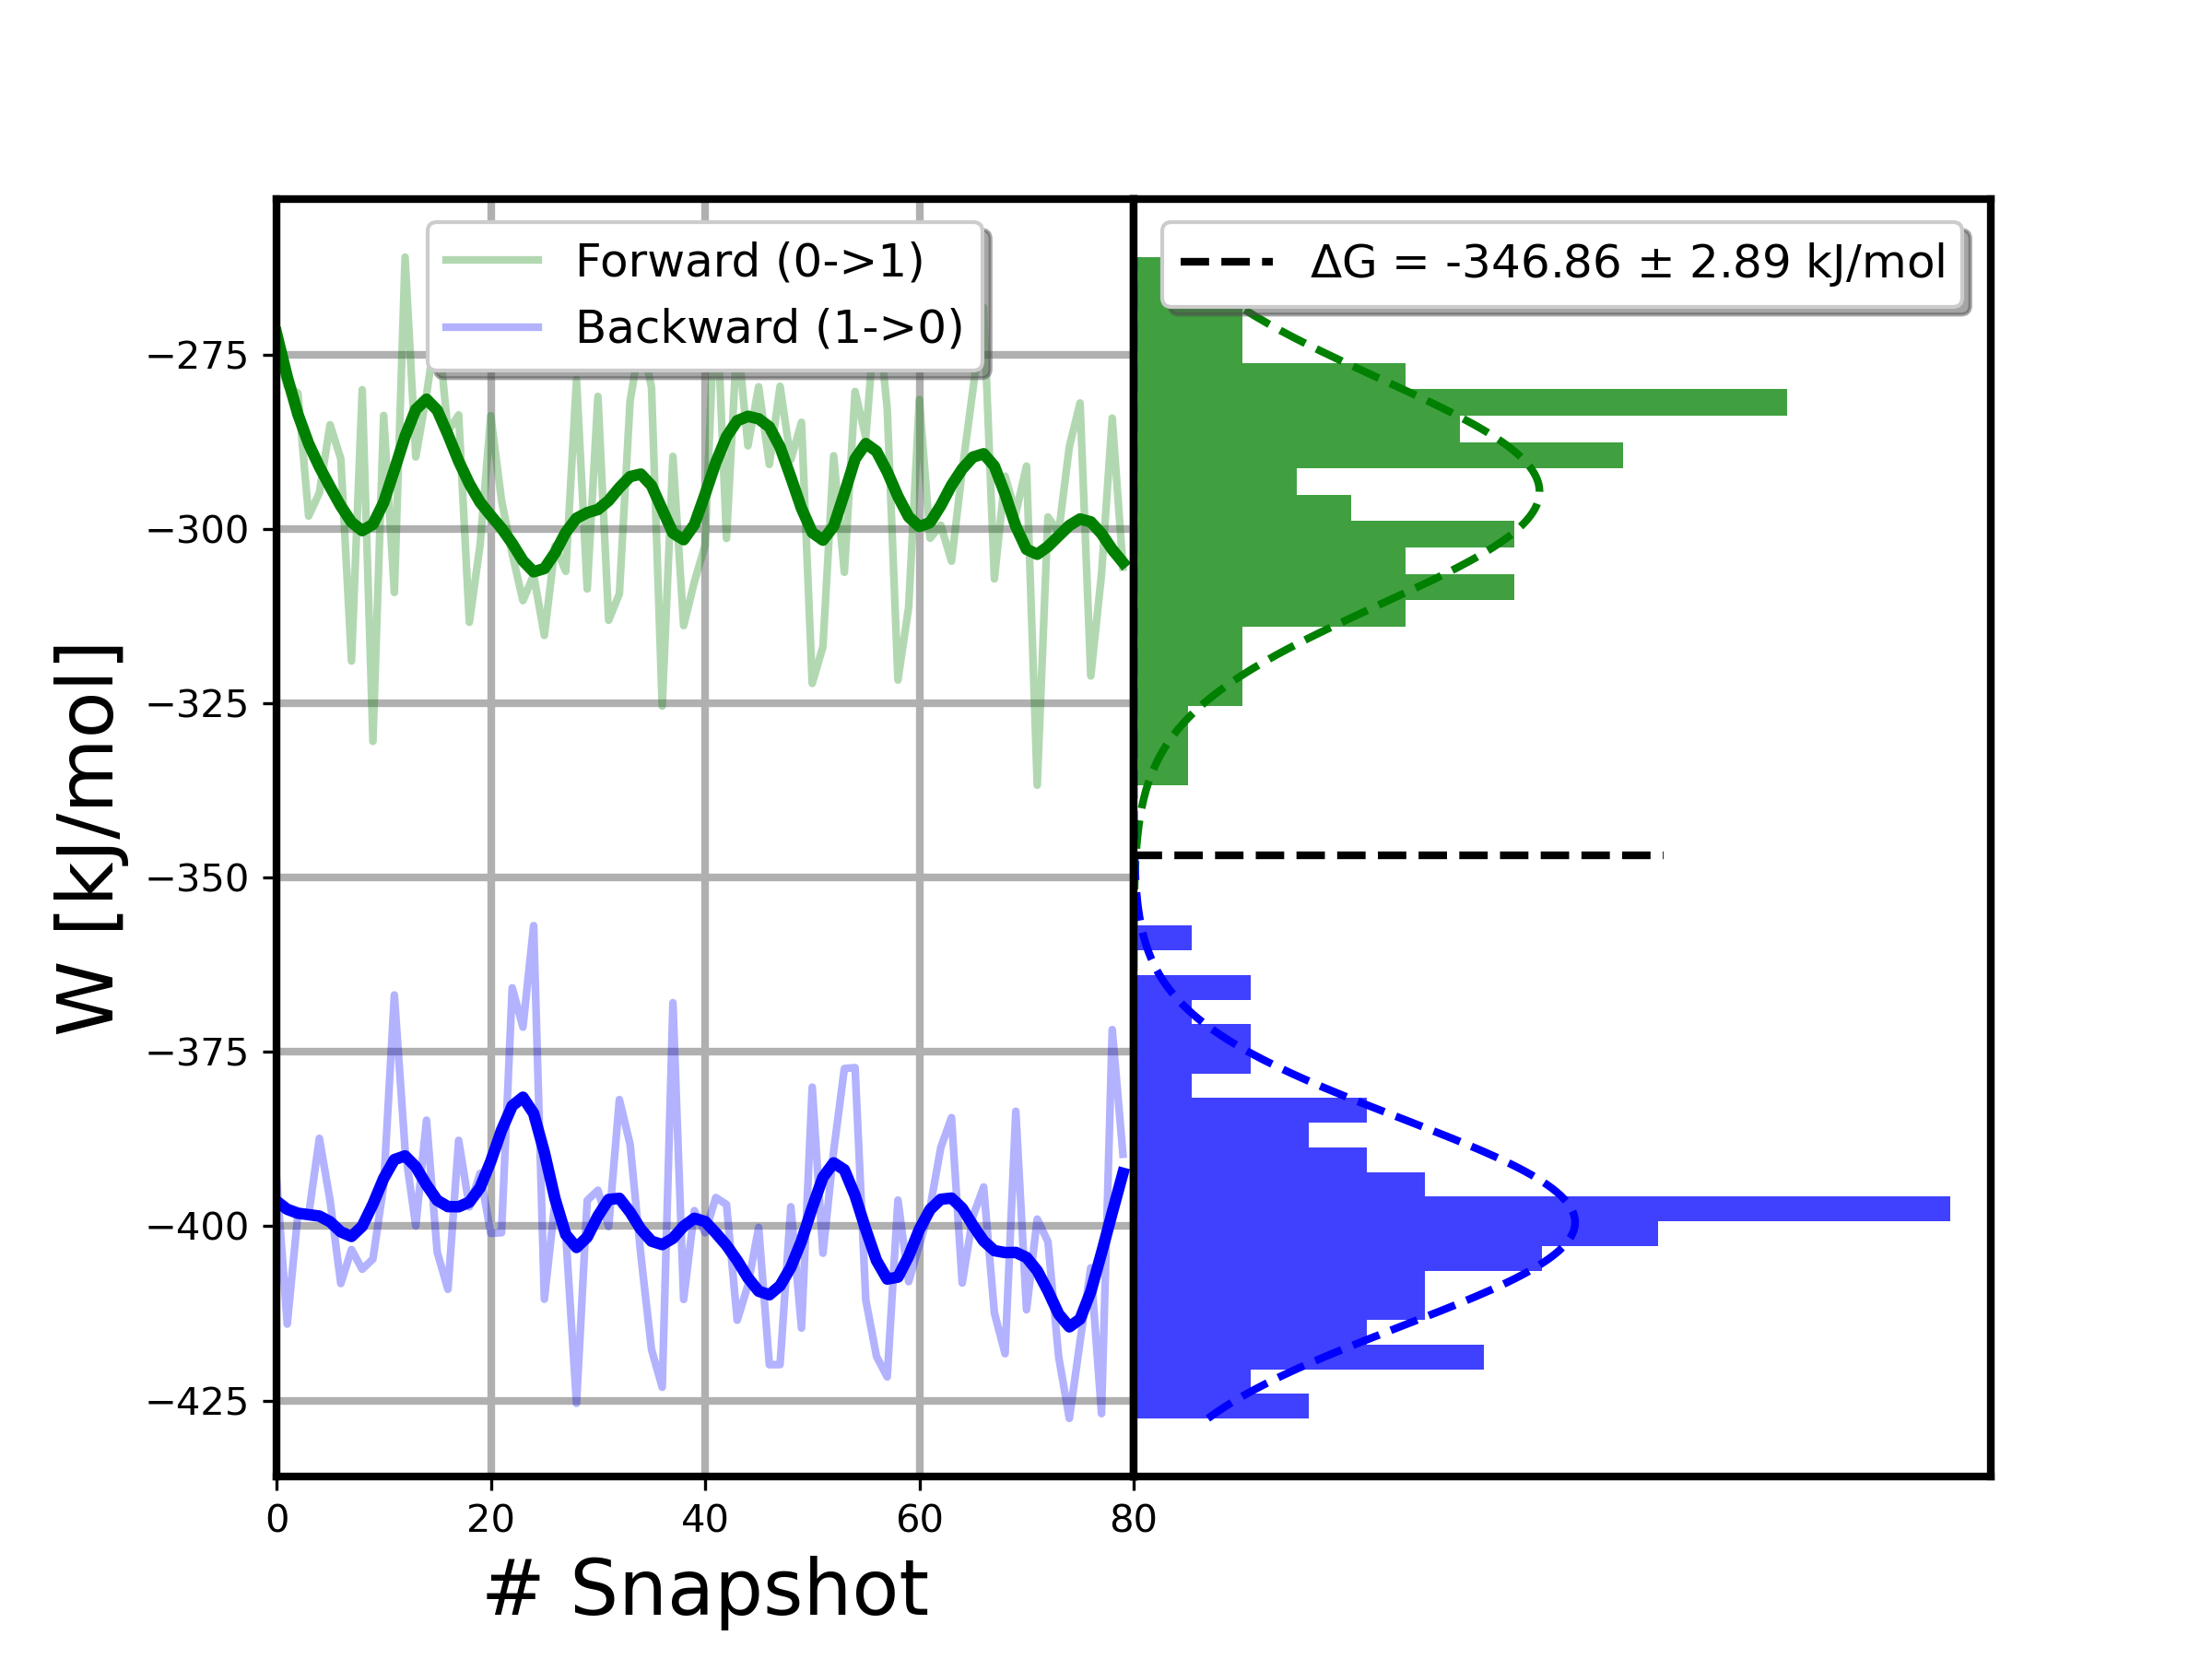 Forward (0->1)
Backward (1->0)
ΔG = -346.86 ± 2.89 kJ/mol
W [kJ/mol]
−275
−300
−325
−350
−375
−400
−425
0 20 40 60 80
# Snapshot